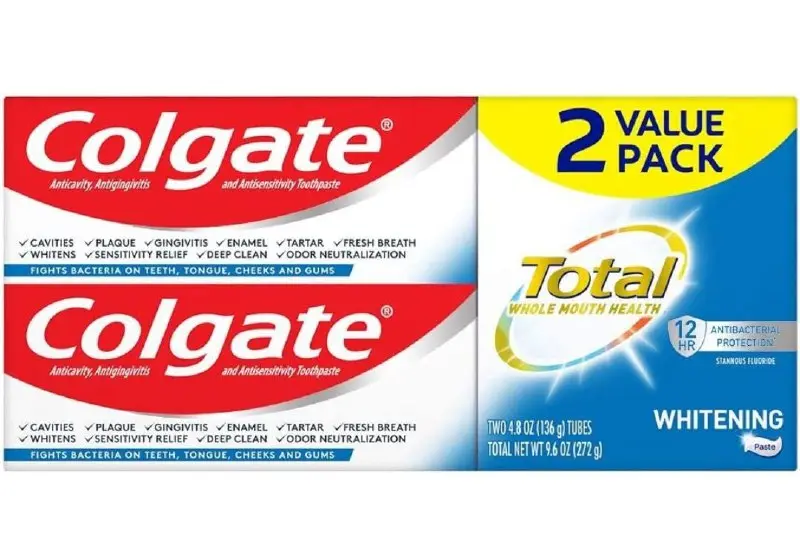 Colgate®
Anticavity, Antigingivitis and Antisensitivity Toothpaste
✓CAVITIES ✓PLAQUE ✓GINGIVITIS ✓ENAMEL ✓TARTAR ✓FRESH BREATH
✓WHITENS ✓SENSITIVITY RELIEF ✓DEEP CLEAN ✓ODOR NEUTRALIZATION
FIGHTS BACTERIA ON TEETH, TONGUE, CHEEKS AND GUMS
Colgate®
Anticavity, Antigingivitis and Antisensitivity Toothpaste
✓CAVITIES ✓PLAQUE ✓GINGIVITIS ✓ENAMEL ✓TARTAR ✓FRESH BREATH
✓WHITENS ✓SENSITIVITY RELIEF ✓DEEP CLEAN ✓ODOR NEUTRALIZATION
FIGHTS BACTERIA ON TEETH, TONGUE, CHEEKS AND GUMS
2 VALUE
PACK
Total
WHOLE MOUTH HEALTH
12
HR
ANTIBACTERIAL
PROTECTION*
STANNOUS FLUORIDE
TWO 4.8 OZ (136 g) TUBES
TOTAL NET WT 9.6 OZ (272 g)
WHITENING
Paste